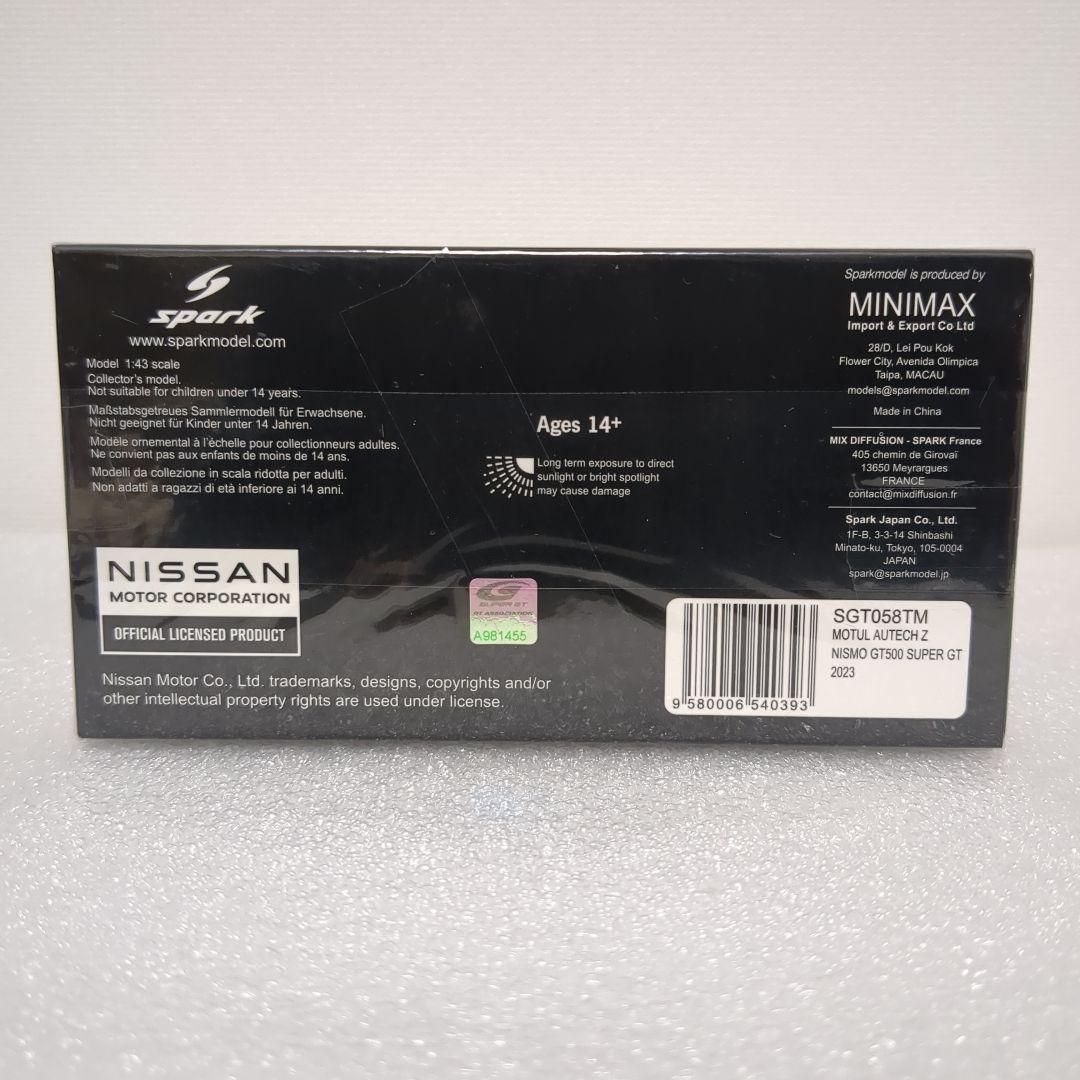 spark
www.sparkmodel.com
Model 1:43 scale
Collector's model.
Not suitable for children under 14 years.
Maßstabsgetreues Sammlermodell für Erwachsene.
Nicht geeignet für Kinder unter 14 Jahren.
Modèle ornemental à l'échelle pour collectionneurs adultes.
Ne convient pas aux enfants de moins de 14 ans.
Modelli da collezione in scala ridotta per adulti.
Non adatti a ragazzi di età inferiore ai 14 anni.
NISSAN
MOTOR CORPORATION
OFFICIAL LICENSED PRODUCT
Nissan Motor Co., Ltd. trademarks, designs, copyrights and/or
other intellectual property rights are used under license.
Ages 14+
Long term exposure to direct
sunlight or bright spotlight
may cause damage
SUPER GT
GT ASSOCIATION
A981455
Sparkmodel is produced by
MINIMAX
Import & Export Co Ltd
28/D, Lei Pou Kok
Flower City, Avenida Olimpica
Taipa, MACAU
models@sparkmodel.com
Made in China
MIX DIFFUSION - SPARK France
405 chemin de Girovaï
13650 Meyrargues
FRANCE
contact@mixdiffusion.fr
Spark Japan Co., Ltd.
1F-B, 3-3-14 Shinbashi
Minato-ku, Tokyo, 105-0004
JAPAN
spark@sparkmodel.jp
SGT058TM
MOTUL AUTECH Z
NISMO GT500 SUPER GT
2023
9 580006 540393